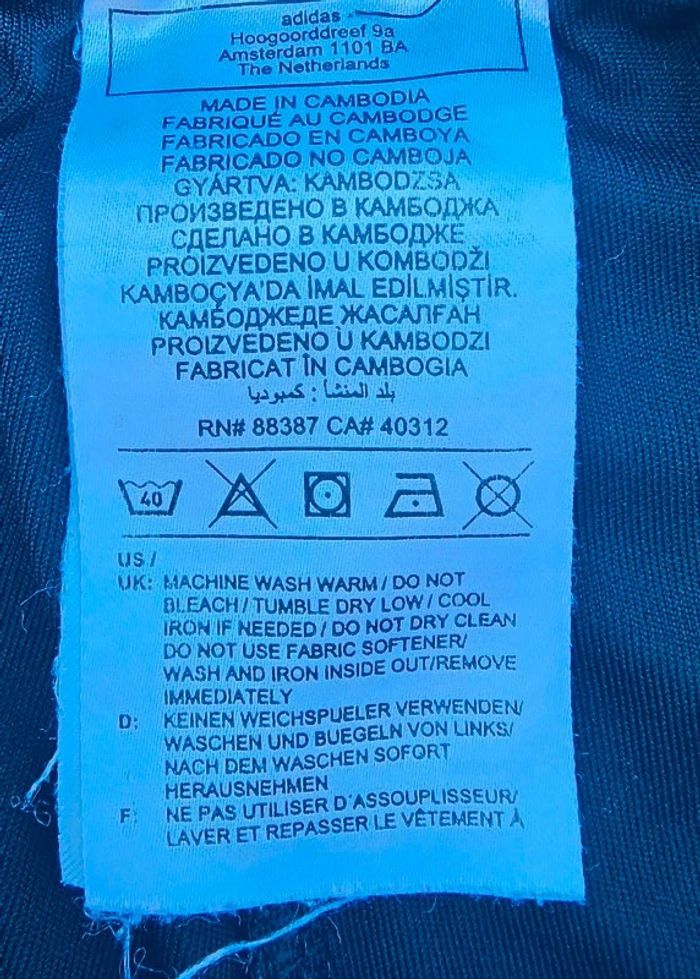 adidas
Hoogoorddreef 9a
Amsterdam 1101 BA
The Netherlands
MADE IN CAMBODIA
FABRIQUÉ AU CAMBODGE
FABRICADO EN CAMBOYA
FABRICADO NO CAMBOJA
GYÁRTVA: KAMBODZSA
ПРОИЗВЕДЕНО В КАМБОДЖА
СДЕЛАНО В КАМБОДЖЕ
PROIZVEDENO U KOMBODŽI
KAMBOÇYA'DA İMAL EDİLMİŞTİR.
КАМБОДЖЕДЕ ЖАСАЛҒАН
PROIZVEDENO U KAMBODZI
FABRICAT ÎN CAMBOGIA
بلد المنشأ : كمبوديا
RN# 88387 CA# 40312
40
US /
UK: MACHINE WASH WARM / DO NOT
BLEACH / TUMBLE DRY LOW / COOL
IRON IF NEEDED / DO NOT DRY CLEAN
DO NOT USE FABRIC SOFTENER/
WASH AND IRON INSIDE OUT/REMOVE
IMMEDIATELY
D: KEINEN WEICHSPUELER VERWENDEN/
WASCHEN UND BUEGELN VON LINKS/
NACH DEM WASCHEN SOFORT
HERAUSNEHMEN
F: NE PAS UTILISER D'ASSOUPLISSEUR/
LAVER ET REPASSER LE VÊTEMENT À